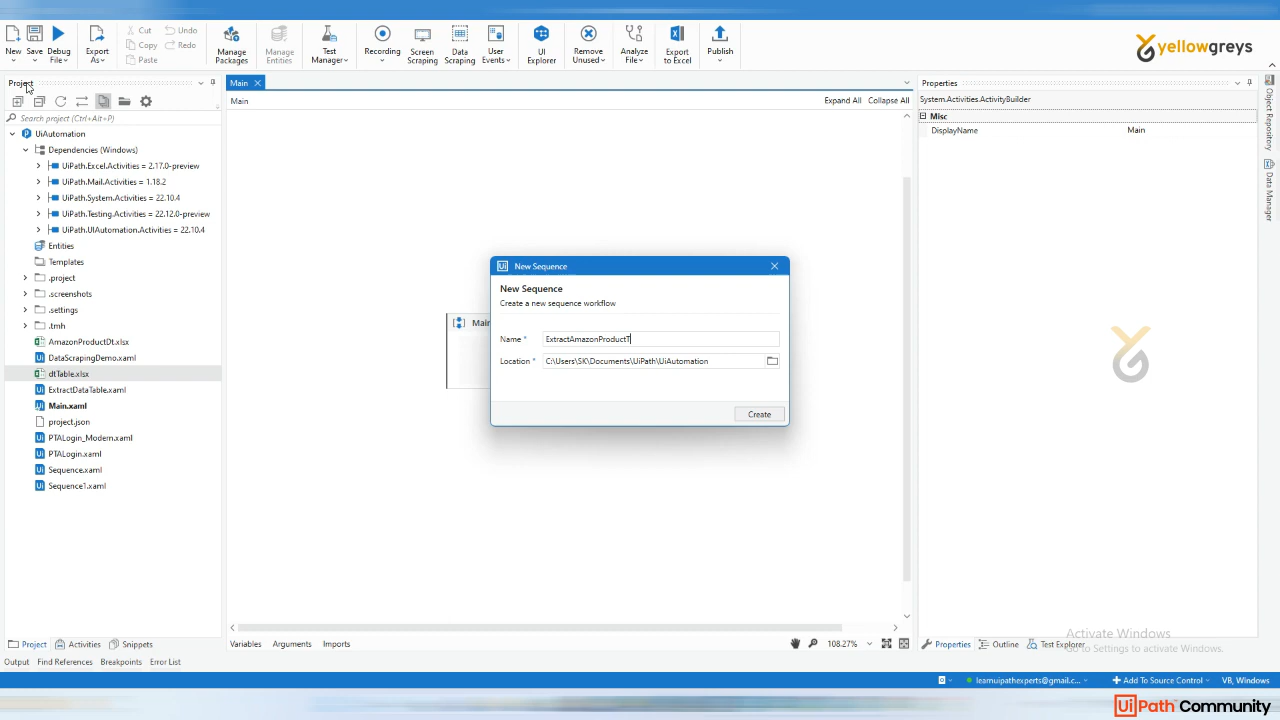 New
Save
Debug File
Export As
Cut
Copy
Paste
Undo
Redo
Manage Packages
Manage Entities
Test Manager
Recording
Screen Scraping
Data Scraping
User Events
UI Explorer
Remove Unused
Analyze File
Export to Excel
Publish
yellowgreys
Project
Search project (Ctrl+Alt+P)
UiAutomation
Dependencies (Windows)
UiPath.Excel.Activities = 2.17.0-preview
UiPath.Mail.Activities = 1.18.2
UiPath.System.Activities = 22.10.4
UiPath.Testing.Activities = 22.12.0-preview
UiPath.UIAutomation.Activities = 22.10.4
Entities
Templates
.project
.screenshots
.settings
.tmh
AmazonProductDt.xlsx
DataScrapingDemo.xaml
dtTable.xlsx
ExtractDataTable.xaml
Main.xaml
project.json
PTALogin_Modern.xaml
PTALogin.xaml
Sequence.xaml
Sequence1.xaml
Project
Activities
Snippets
Main
Main
Expand All
Collapse All
Main
Ui New Sequence
New Sequence
Create a new sequence workflow
Name * ExtractAmazonProductT
Location * C:\Users\SK\Documents\UiPath\UiAutomation
Create
Variables
Arguments
Imports
108.27%
Properties
System.Activities.ActivityBuilder
Misc
DisplayName Main
Object Repository
Data Manager
Activate Windows
Go to Settings to activate Windows.
Properties
Outline
Test Explorer
Output
Find References
Breakpoints
Error List
learnuipathexperts@gmail.c...
Add To Source Control
VB, Windows
UiPath Community